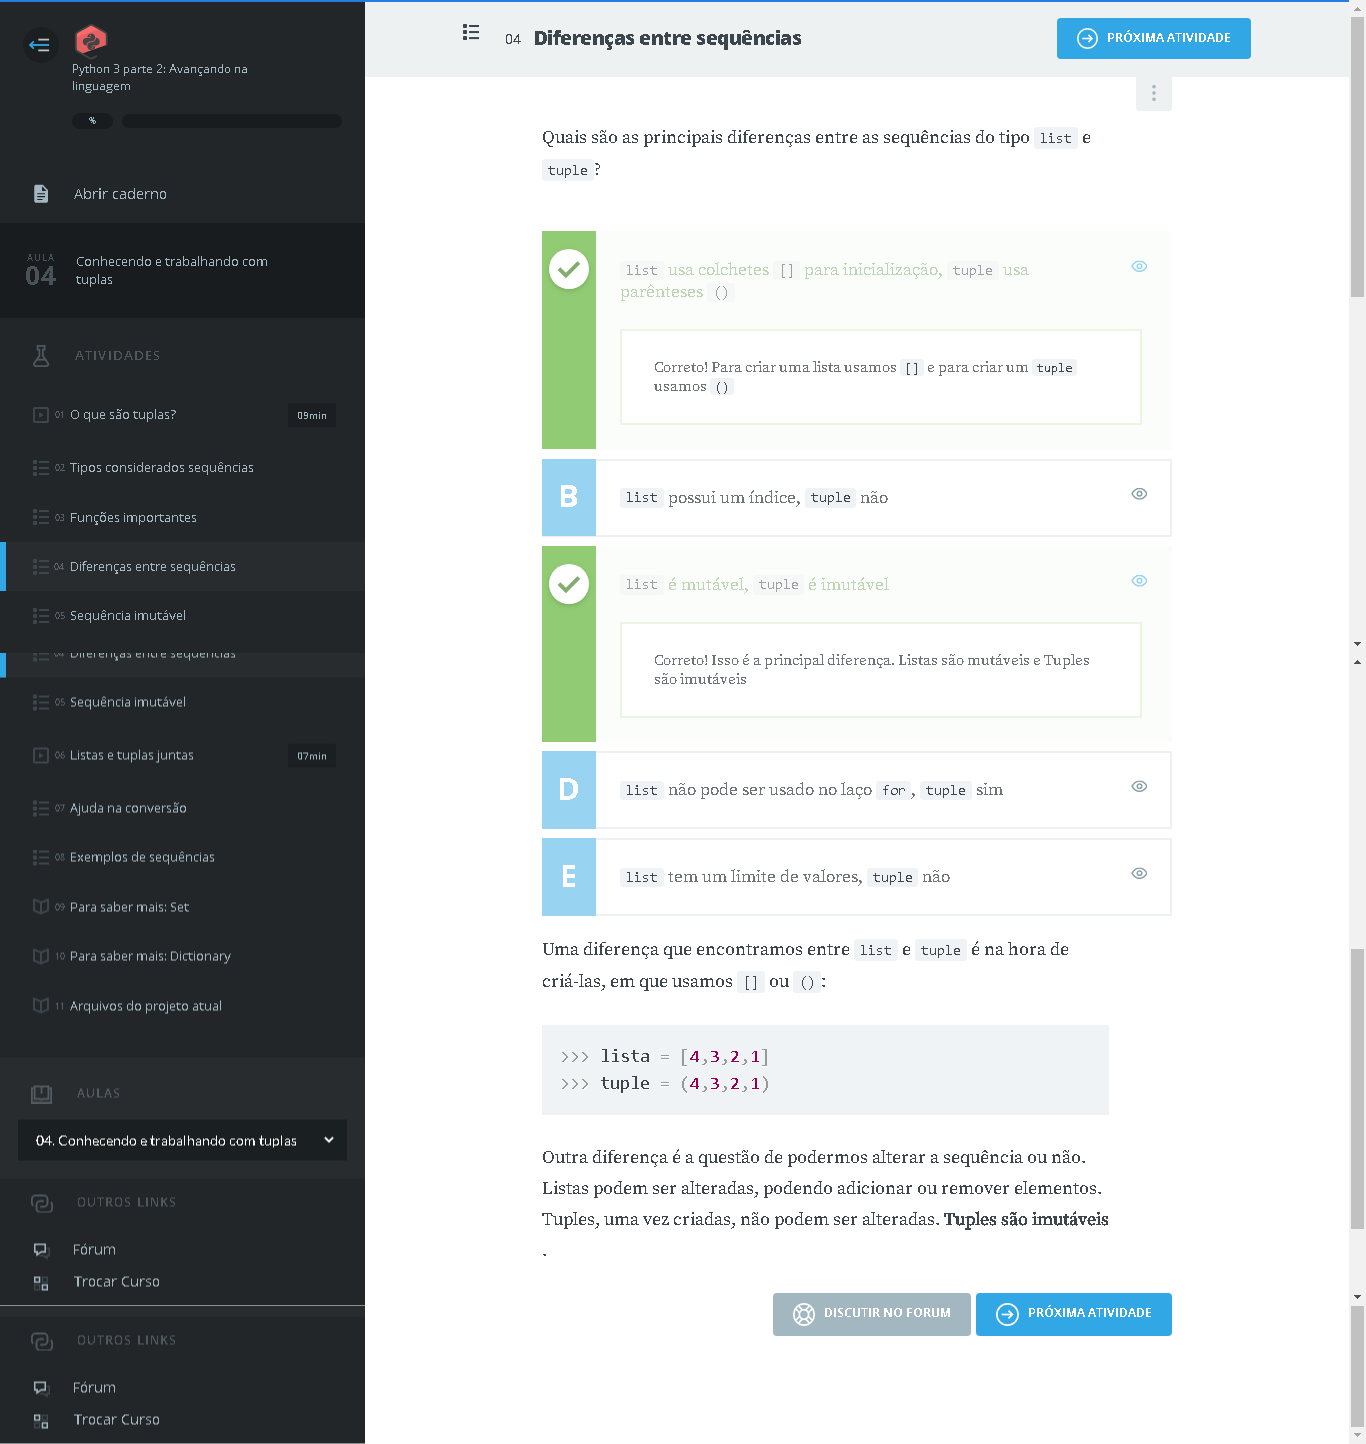 Python 3 parte 2: Avançando na
linguagem
%
Abrir caderno
AULA
04
Conhecendo e trabalhando com
tuplas
ATIVIDADES
01 O que são tuplas? 09min
02 Tipos considerados sequências
03 Funções importantes
04 Diferenças entre sequências
05 Sequência imutável
04 Diferenças entre sequências
05 Sequência imutável
06 Listas e tuplas juntas 07min
07 Ajuda na conversão
08 Exemplos de sequências
09 Para saber mais: Set
10 Para saber mais: Dictionary
11 Arquivos do projeto atual
AULAS
04. Conhecendo e trabalhando com tuplas
OUTROS LINKS
Fórum
Trocar Curso
OUTROS LINKS
Fórum
Trocar Curso
04 Diferenças entre sequências
PRÓXIMA ATIVIDADE
Quais são as principais diferenças entre as sequências do tipo list e
tuple?
list usa colchetes [] para inicialização, tuple usa
parênteses ()
Correto! Para criar uma lista usamos [] e para criar um tuple
usamos ()
B list possui um índice, tuple não
list é mutável, tuple é imutável
Correto! Isso é a principal diferença. Listas são mutáveis e Tuples
são imutáveis
D list não pode ser usado no laço for, tuple sim
E list tem um limite de valores, tuple não
Uma diferença que encontramos entre list e tuple é na hora de
criá-las, em que usamos [] ou ():
>>> lista = [4,3,2,1]
>>> tuple = (4,3,2,1)
Outra diferença é a questão de podermos alterar a sequência ou não.
Listas podem ser alteradas, podendo adicionar ou remover elementos.
Tuples, uma vez criadas, não podem ser alteradas. Tuples são imutáveis
.
DISCUTIR NO FORUM PRÓXIMA ATIVIDADE